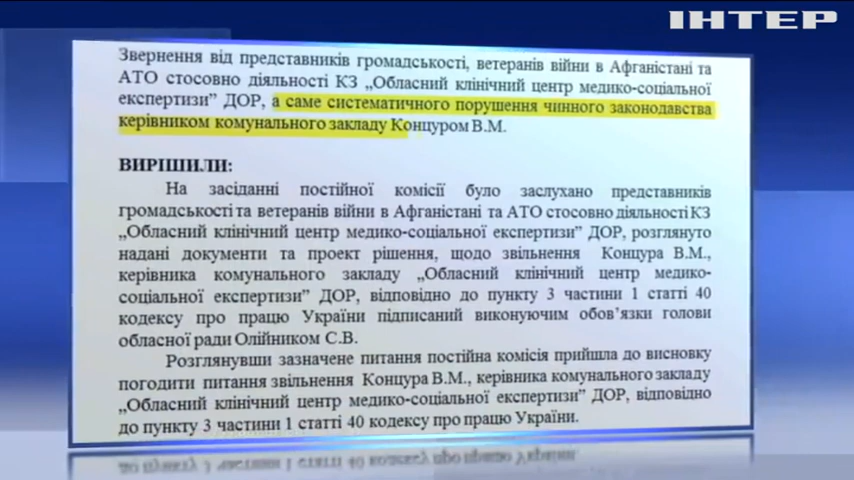 ІНТЕР
Звернення від представників громадськості, ветеранів війни в Афганістані та
АТО стосовно діяльності КЗ „Обласний клінічний центр медико-соціальної
експертизи” ДОР, а саме систематичного порушення чинного законодавства
керівником комунального закладу Концуром В.М.
ВИРІШИЛИ:
На засіданні постійної комісії було заслухано представників
громадськості та ветеранів війни в Афганістані та АТО стосовно діяльності КЗ
„Обласний клінічний центр медико-соціальної експертизи” ДОР, розглянуто
надані документи та проект рішення, щодо звільнення Концура В.М.,
керівника комунального закладу „Обласний клінічний центр медико-
соціальної експертизи” ДОР, відповідно до пункту 3 частини 1 статті 40
кодексу про працю України підписаний виконуючим обов’язки голови
обласної ради Олійником С.В.
Розглянувши зазначене питання постійна комісія прийшла до висновку
погодити питання звільнення Концура В.М., керівника комунального закладу
„Обласний клінічний центр медико-соціальної експертизи” ДОР, відповідно
до пункту 3 частини 1 статті 40 кодексу про працю України.